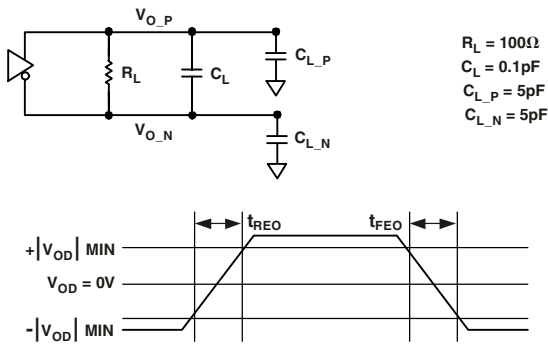 V_O_P
R_L
C_L
C_L_P
V_O_N
C_L_N
R_L = 100Ω
C_L = 0.1pF
C_L_P = 5pF
C_L_N = 5pF
t_REO
t_FEO
+|V_OD| MIN
V_OD = 0V
-|V_OD| MIN